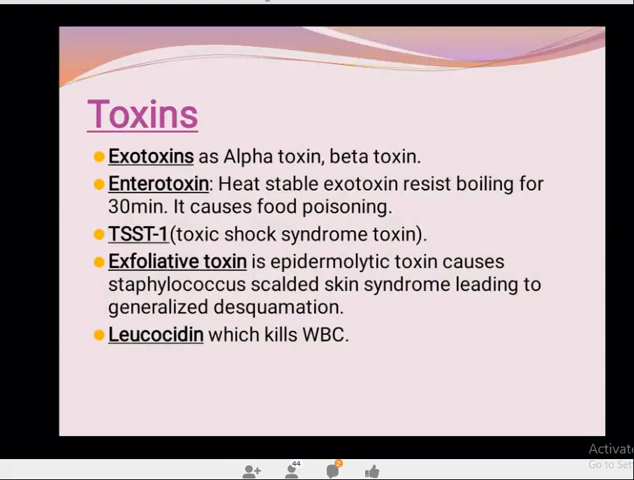 Toxins
Exotoxins as Alpha toxin, beta toxin.
Enterotoxin: Heat stable exotoxin resist boiling for
30min. It causes food poisoning.
TSST-1(toxic shock syndrome toxin).
Exfoliative toxin is epidermolytic toxin causes
staphylococcus scalded skin syndrome leading to
generalized desquamation.
Leucocidin which kills WBC.
Activat
Go to Set
44